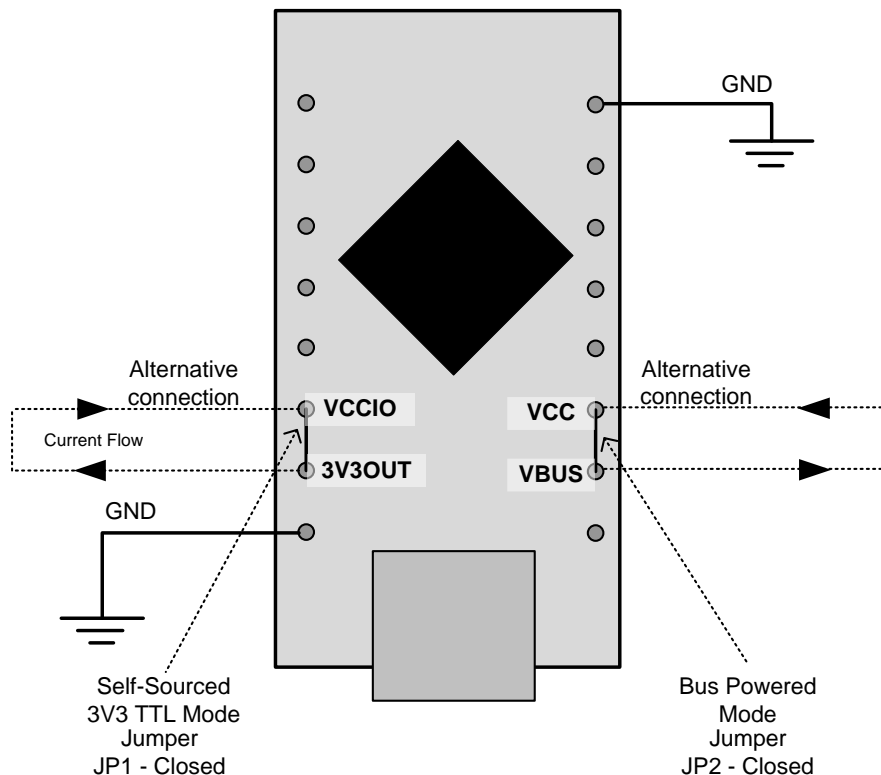 GND
Alternative
connection
Alternative
connection
VCCIO
VCC
Current Flow
3V3OUT
VBUS
GND
Self-Sourced
3V3 TTL Mode
Jumper
JP1 - Closed
Bus Powered
Mode
Jumper
JP2 - Closed